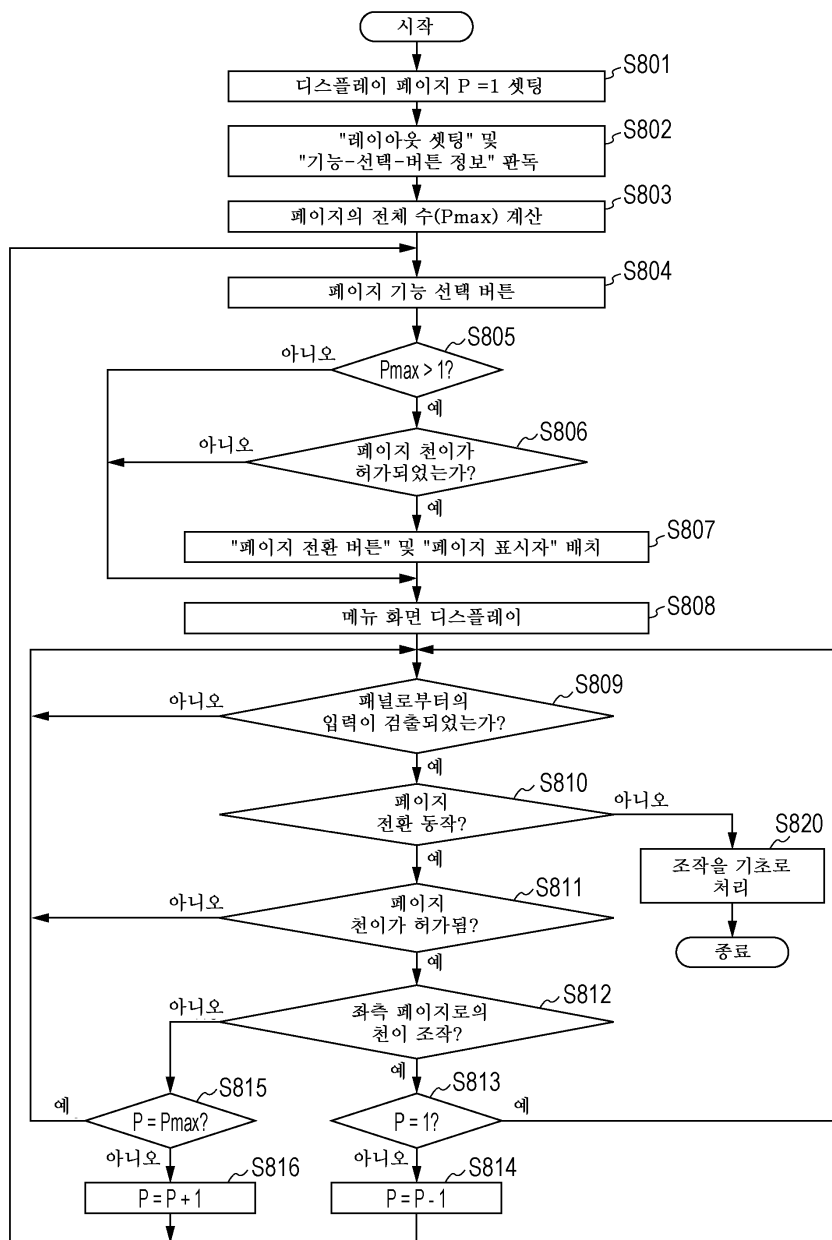 시작
S801
디스플레이 페이지 P =1 셋팅
S802
"레이아웃 셋팅" 및
"기능-선택-버튼 정보" 판독
S803
페이지의 전체 수(Pmax) 계산
S804
페이지 기능 선택 버튼
S805
아니오
Pmax > 1?
예
S806
아니오
페이지 천이가
허가되었는가?
예
S807
"페이지 전환 버튼" 및 "페이지 표시자" 배치
S808
메뉴 화면 디스플레이
S809
아니오
패널로부터의
입력이 검출되었는가?
예
S810
페이지
전환 동작?
아니오
예
S820
조작을 기초로
처리
S811
아니오
페이지
천이가 허가됨?
종료
예
S812
아니오
좌측 페이지로의
천이 조작?
예
S815
S813
예
P = Pmax?
P = 1?
예
아니오
아니오
S816
S814
P = P + 1
P = P - 1